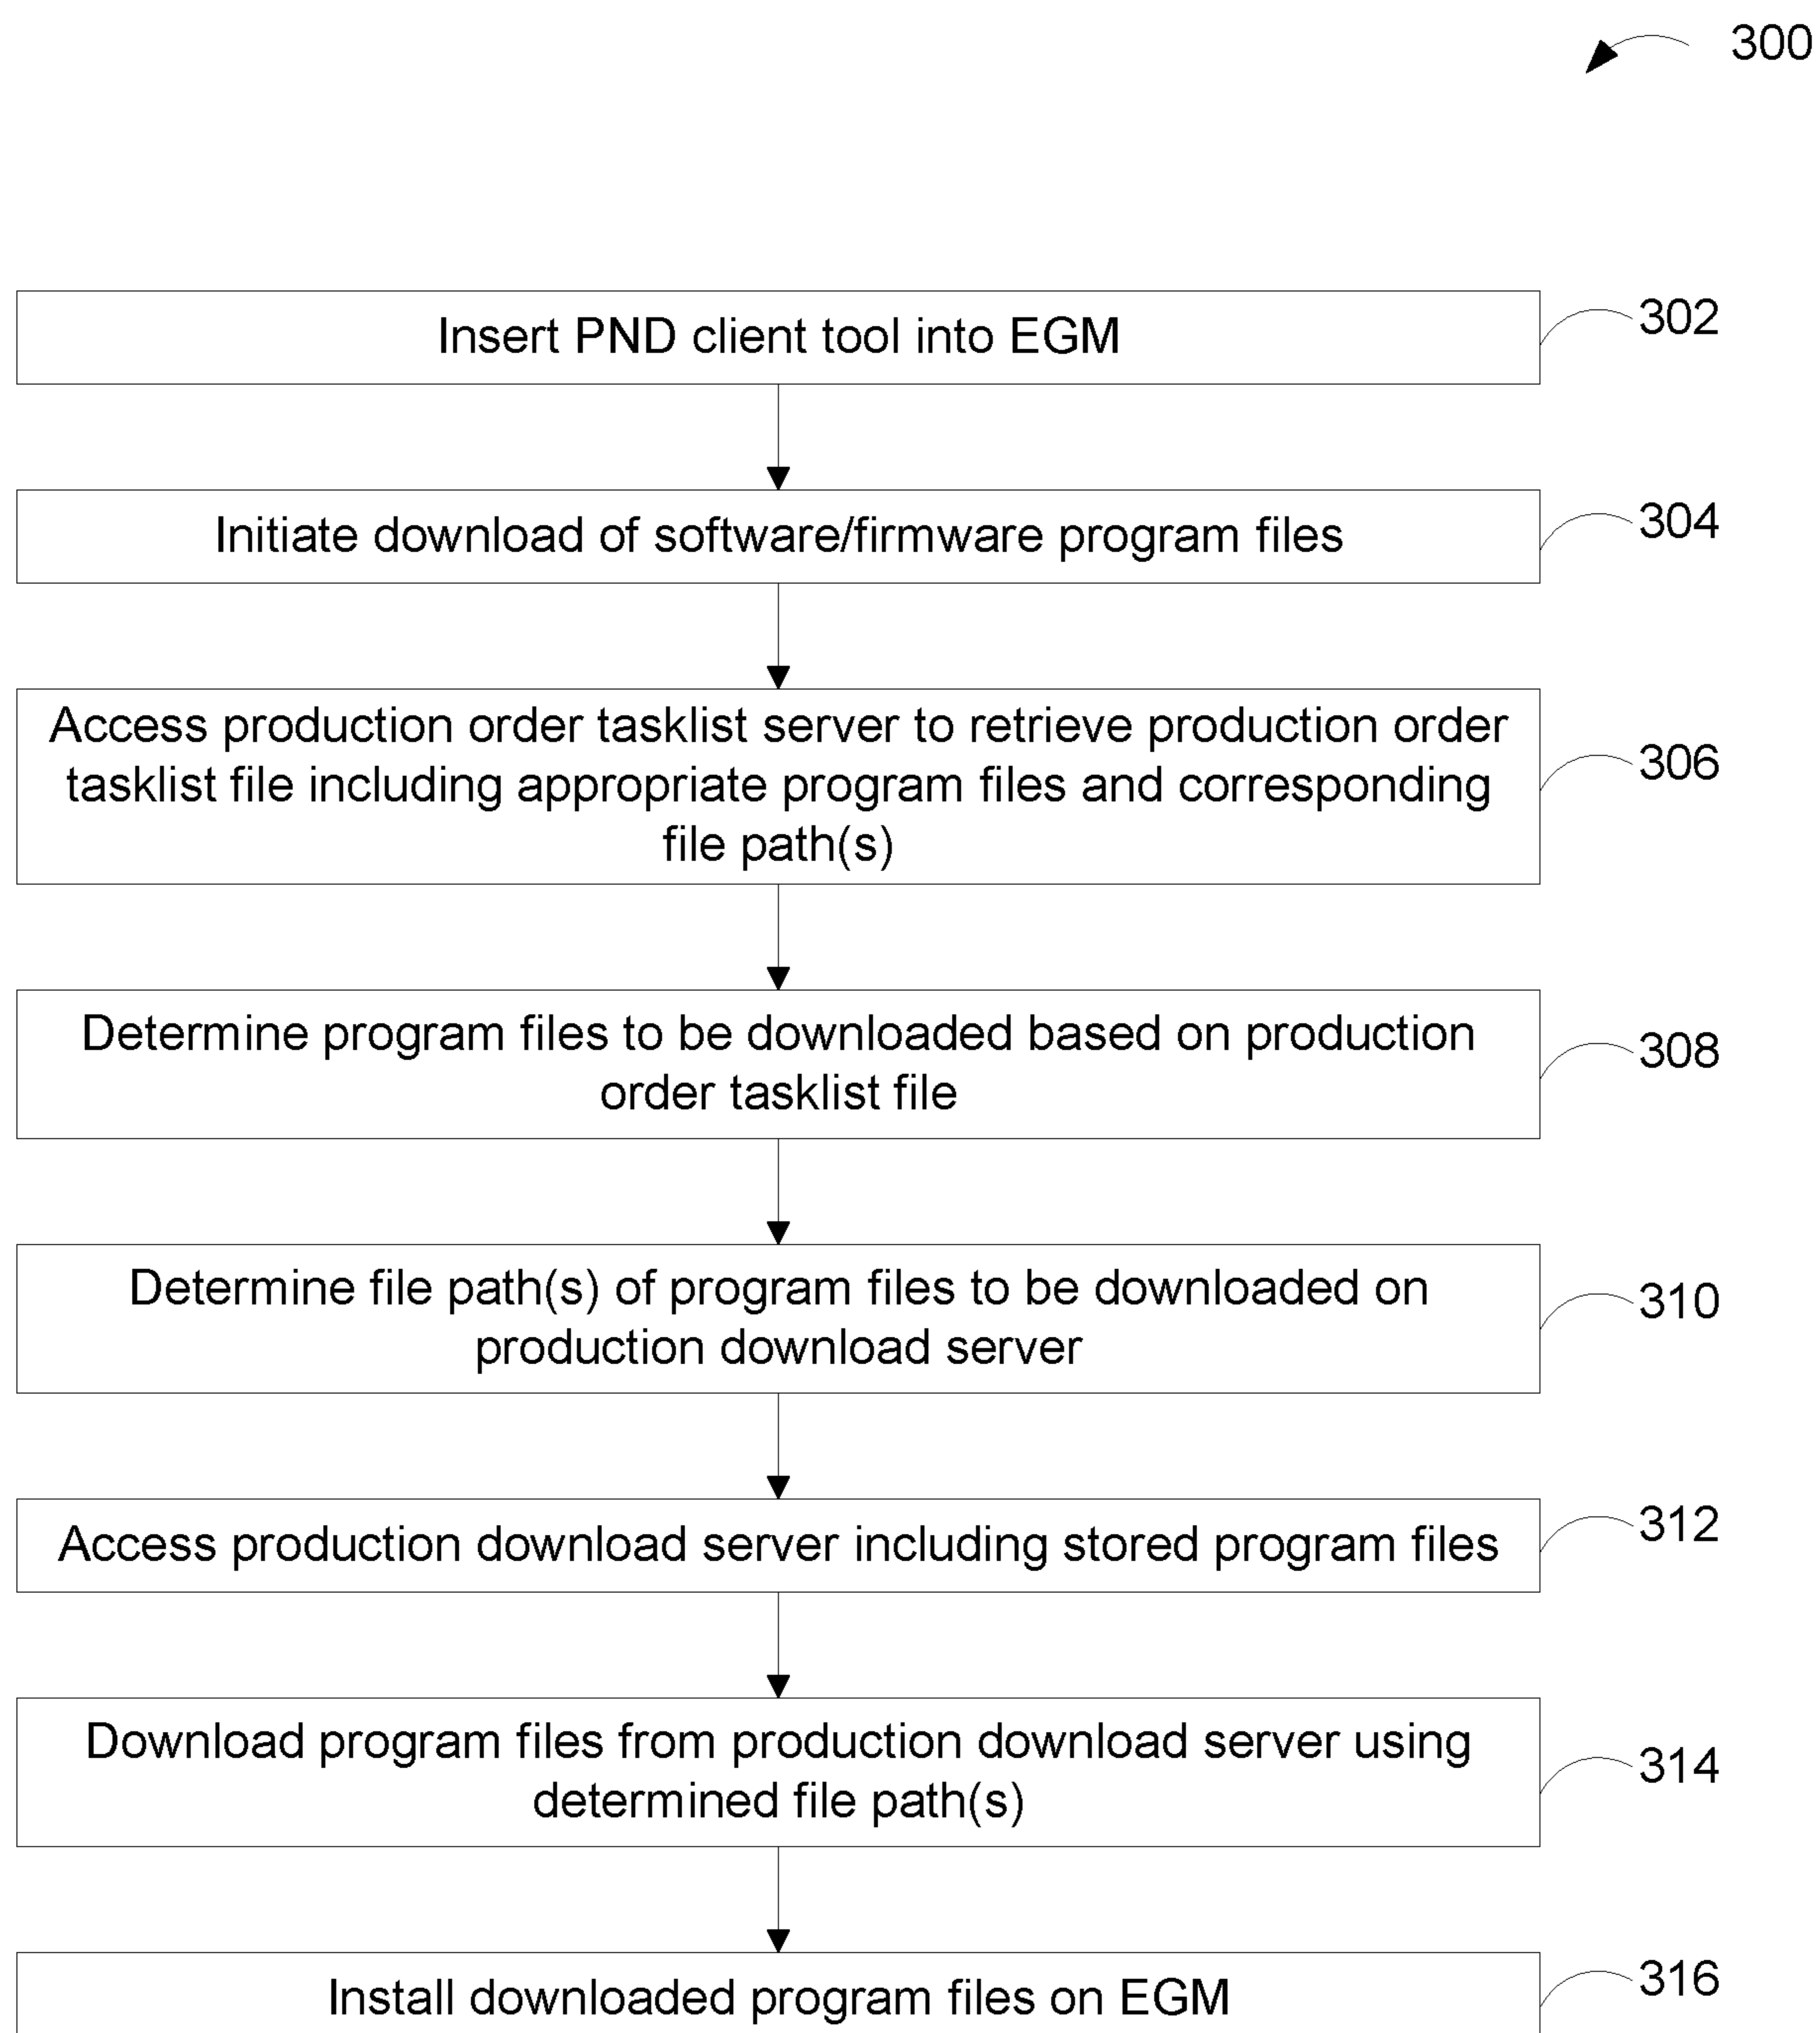 300
Insert PND client tool into EGM
302
Initiate download of software/firmware program files
304
Access production order tasklist server to retrieve production order
tasklist file including appropriate program files and corresponding
file path(s)
306
Determine program files to be downloaded based on production
order tasklist file
308
Determine file path(s) of program files to be downloaded on
production download server
310
Access production download server including stored program files
312
Download program files from production download server using
determined file path(s)
314
Install downloaded program files on EGM
316